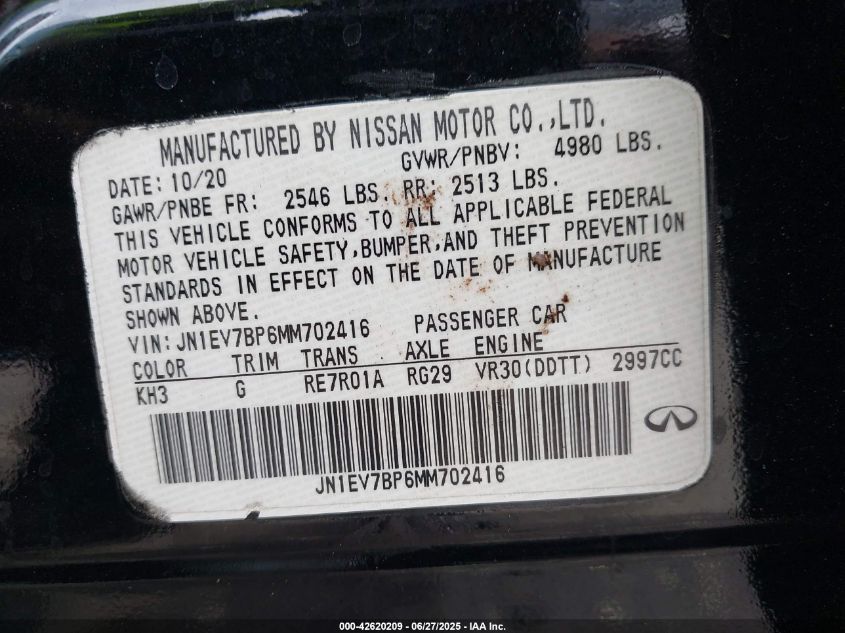 MANUFACTURED BY NISSAN MOTOR CO.,LTD.
DATE: 10/20 GVWR/PNBV: 4980 LBS.
GAWR/PNBE FR: 2546 LBS. RR: 2513 LBS.
THIS VEHICLE CONFORMS TO ALL APPLICABLE FEDERAL
MOTOR VEHICLE SAFETY,BUMPER,AND THEFT PREVENTION
STANDARDS IN EFFECT ON THE DATE OF MANUFACTURE
SHOWN ABOVE.
VIN:JN1EV7BP6MM702416 PASSENGER CAR
COLOR TRIM TRANS AXLE ENGINE
KH3 G RE7R01A RG29 VR30(DDTT) 2997CC
JN1EV7BP6MM702416
000-42620209 - 06/27/2025 - IAA Inc.